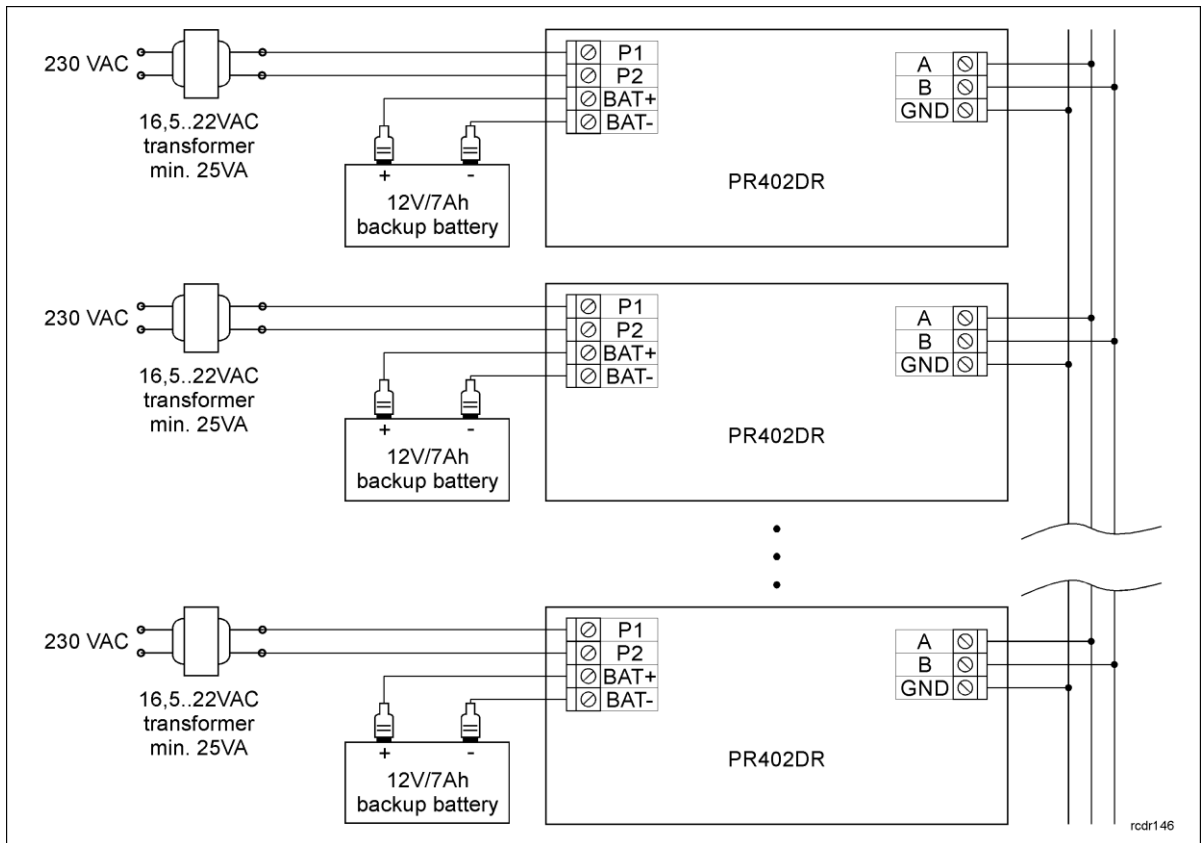 230 VAC
16,5..22VAC
transformer
min. 25VA
P1
P2
BAT+
BAT-
+ -
12V/7Ah
backup battery
PR402DR
A
B
GND
230 VAC
16,5..22VAC
transformer
min. 25VA
P1
P2
BAT+
BAT-
+ -
12V/7Ah
backup battery
PR402DR
A
B
GND
230 VAC
16,5..22VAC
transformer
min. 25VA
P1
P2
BAT+
BAT-
+ -
12V/7Ah
backup battery
PR402DR
A
B
GND
rcdr146